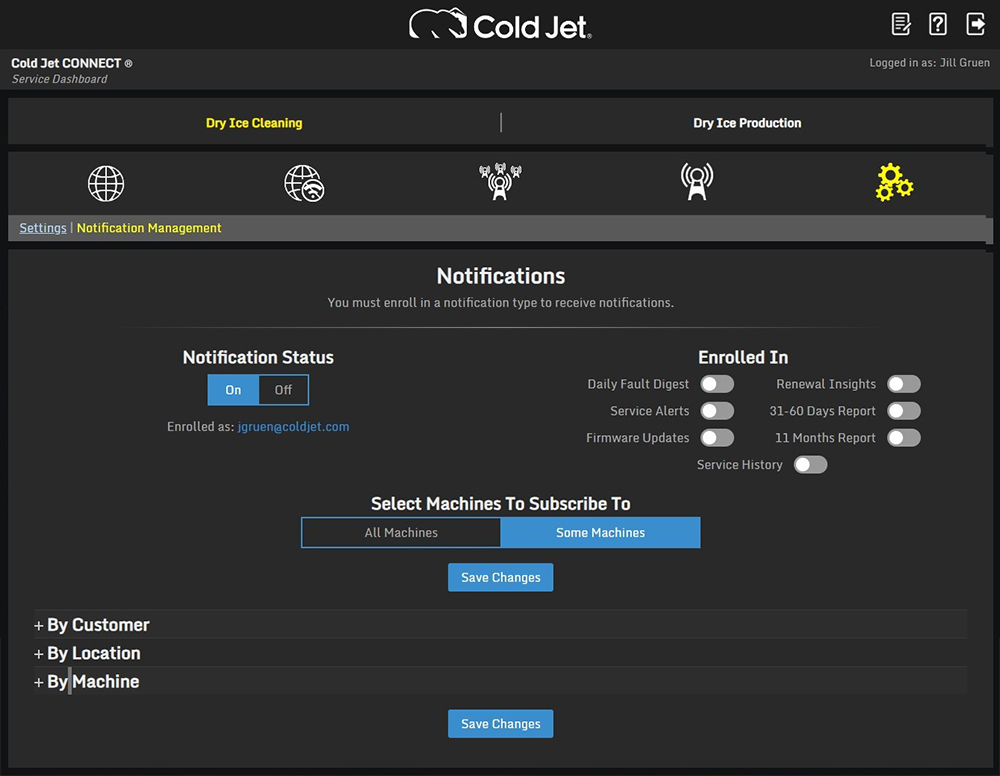 Cold Jet®
Cold Jet CONNECT ®
Logged in as: Jill Gruen
Service Dashboard
Dry Ice Cleaning | Dry Ice Production
Settings | Notification Management
Notifications
You must enroll in a notification type to receive notifications.
Notification Status
On Off
Enrolled as: jgruen@coldjet.com
Enrolled In
Daily Fault Digest Renewal Insights
Service Alerts 31-60 Days Report
Firmware Updates 11 Months Report
Service History
Select Machines To Subscribe To
All Machines Some Machines
Save Changes
+ By Customer
+ By Location
+ By Machine
Save Changes